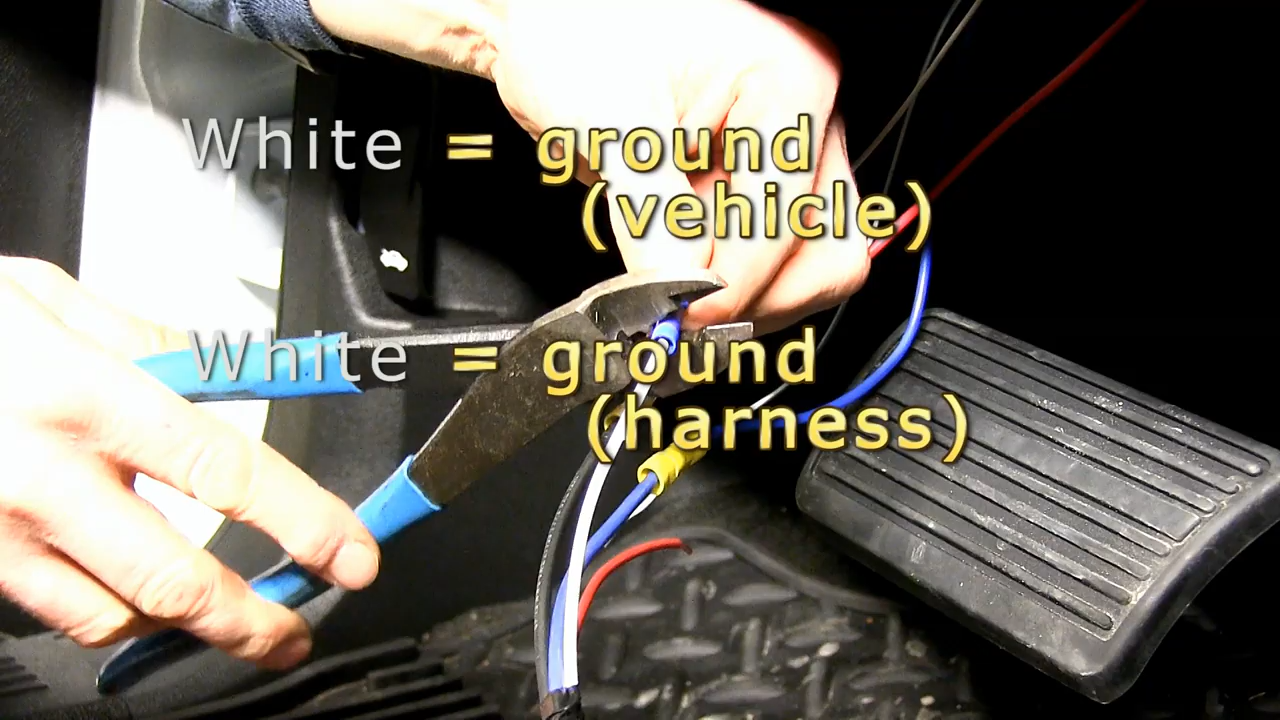 White = ground
(vehicle)
White = ground
(harness)